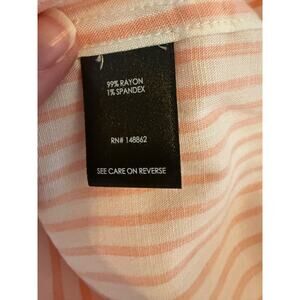 99% RAYON
1% SPANDEX
RN# 148862
SEE CARE ON REVERSE